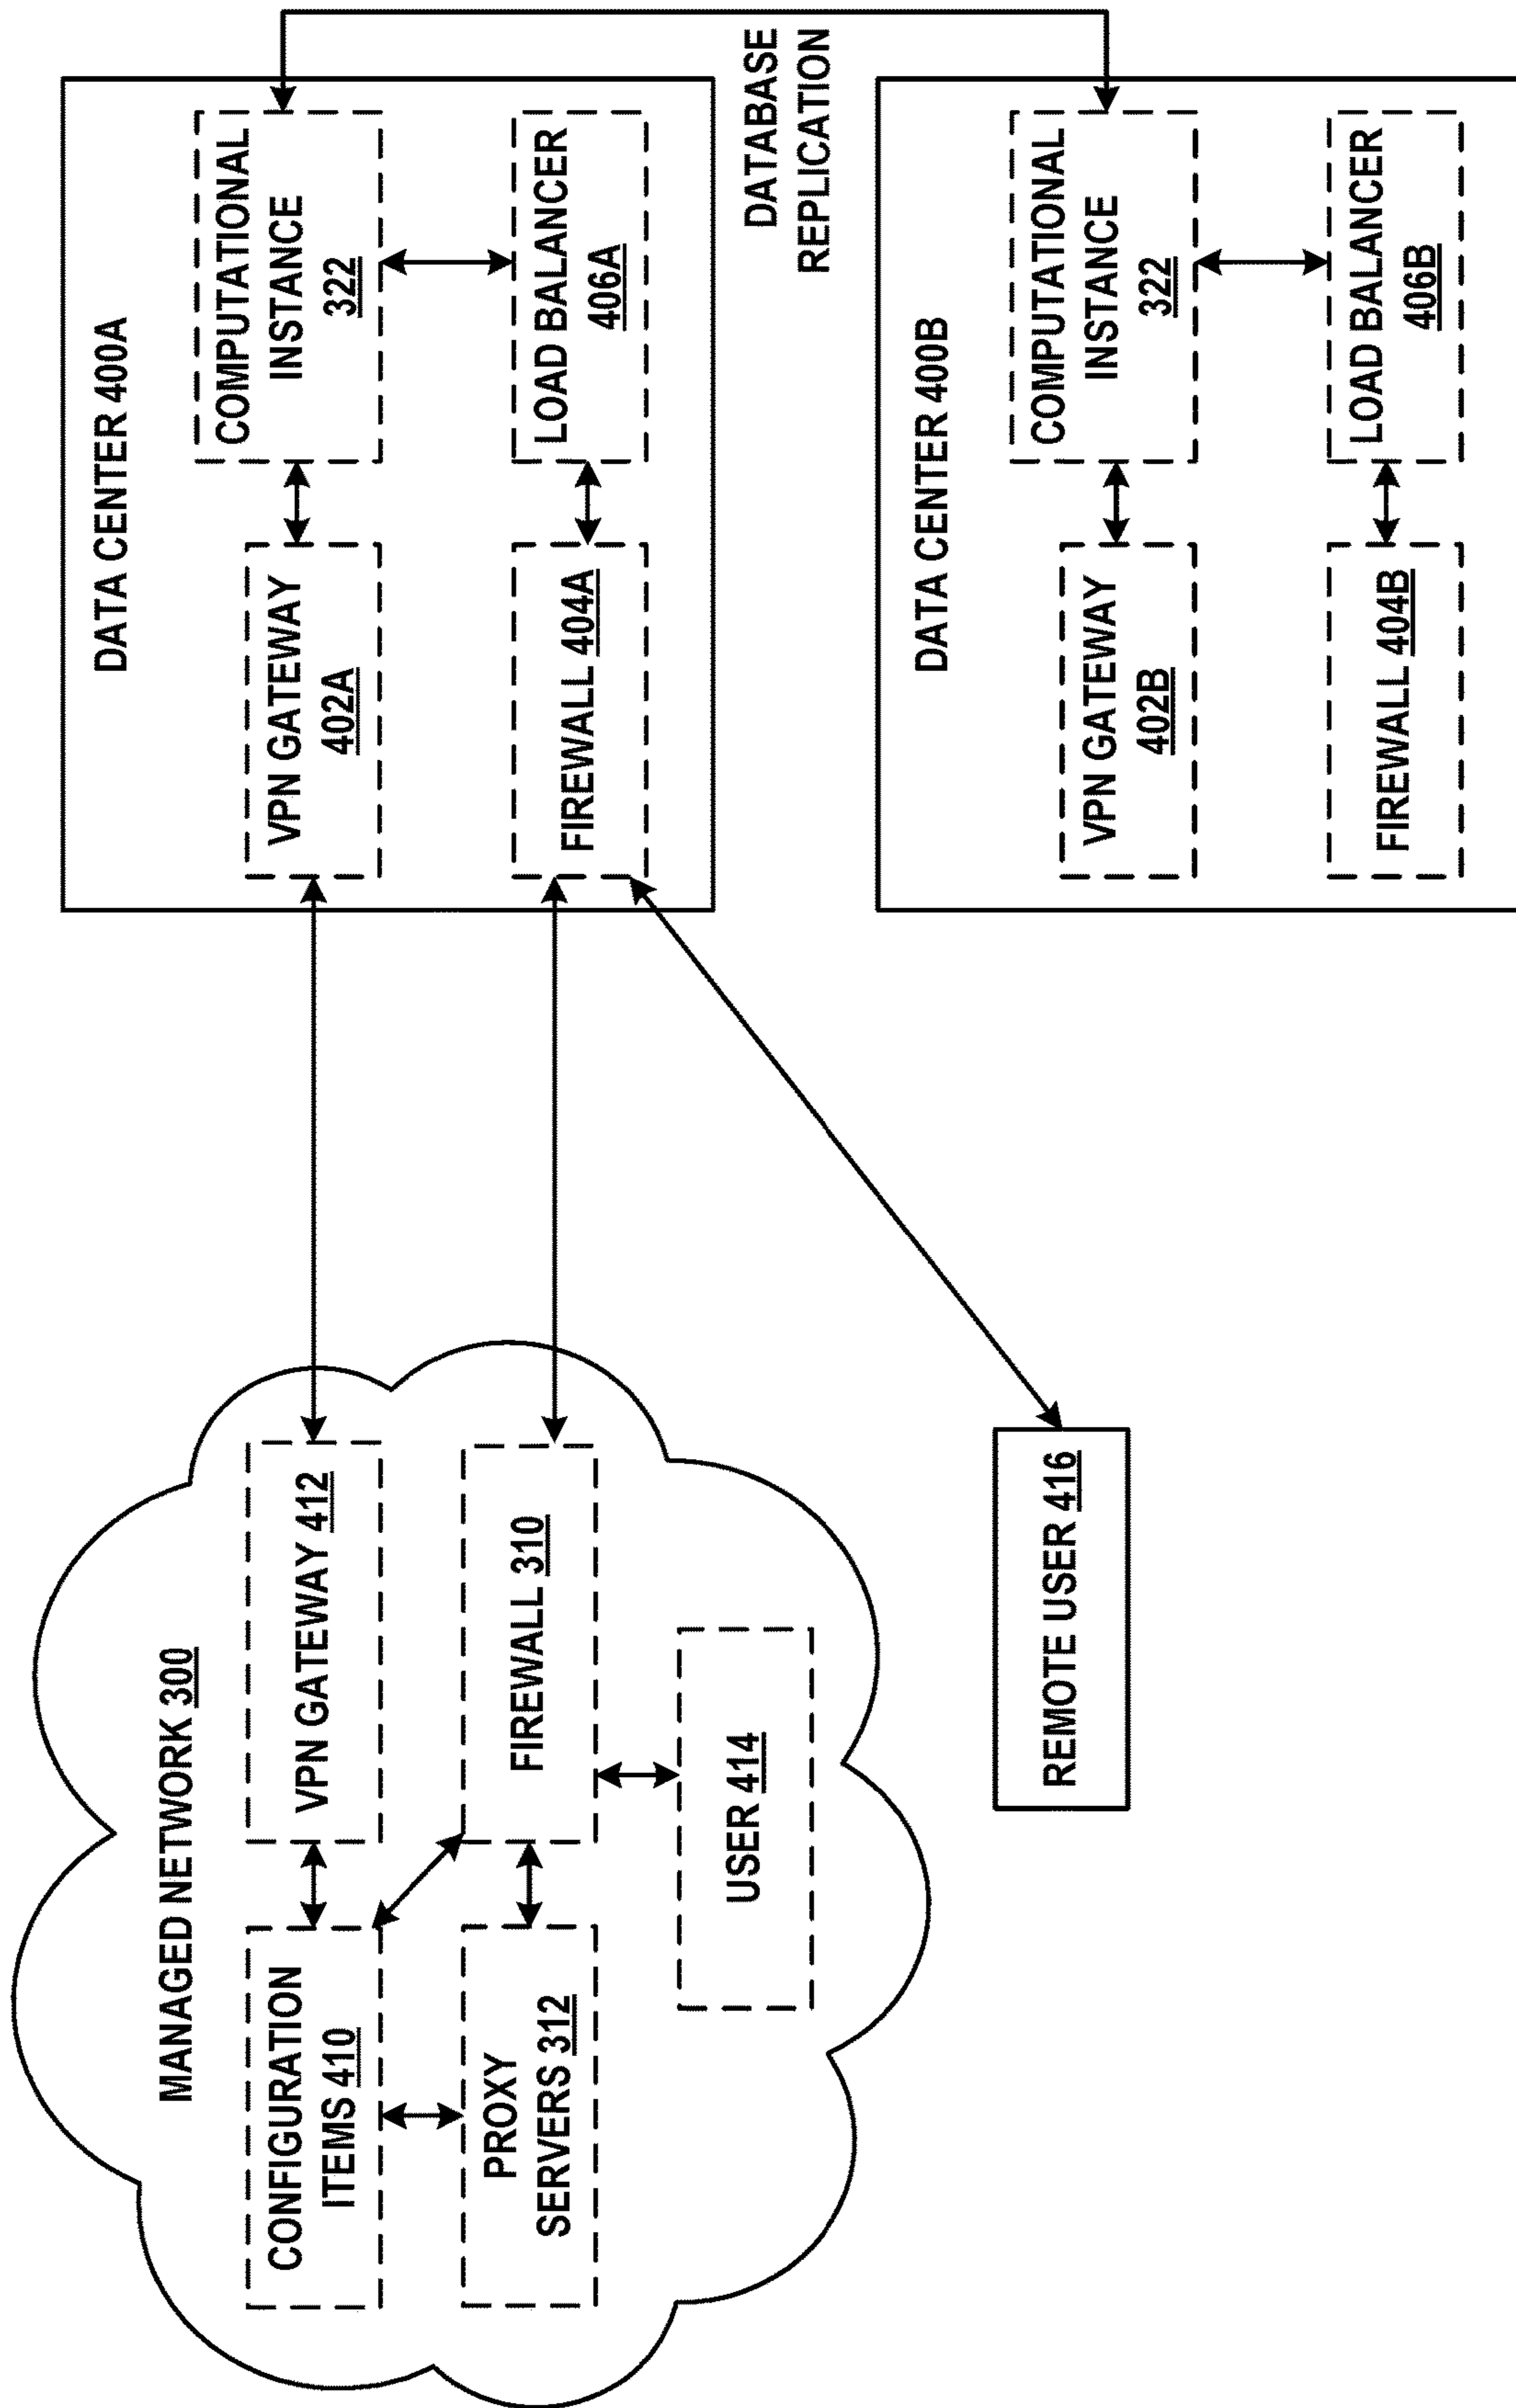 MANAGED NETWORK 300
CONFIGURATION
ITEMS 410
VPN GATEWAY 412
PROXY
SERVERS 312
FIREWALL 310
USER 414
REMOTE USER 416
DATA CENTER 400A
VPN GATEWAY
402A
COMPUTATIONAL
INSTANCE
322
FIREWALL 404A
LOAD BALANCER
406A
DATABASE
REPLICATION
DATA CENTER 400B
VPN GATEWAY
402B
COMPUTATIONAL
INSTANCE
322
FIREWALL 404B
LOAD BALANCER
406B